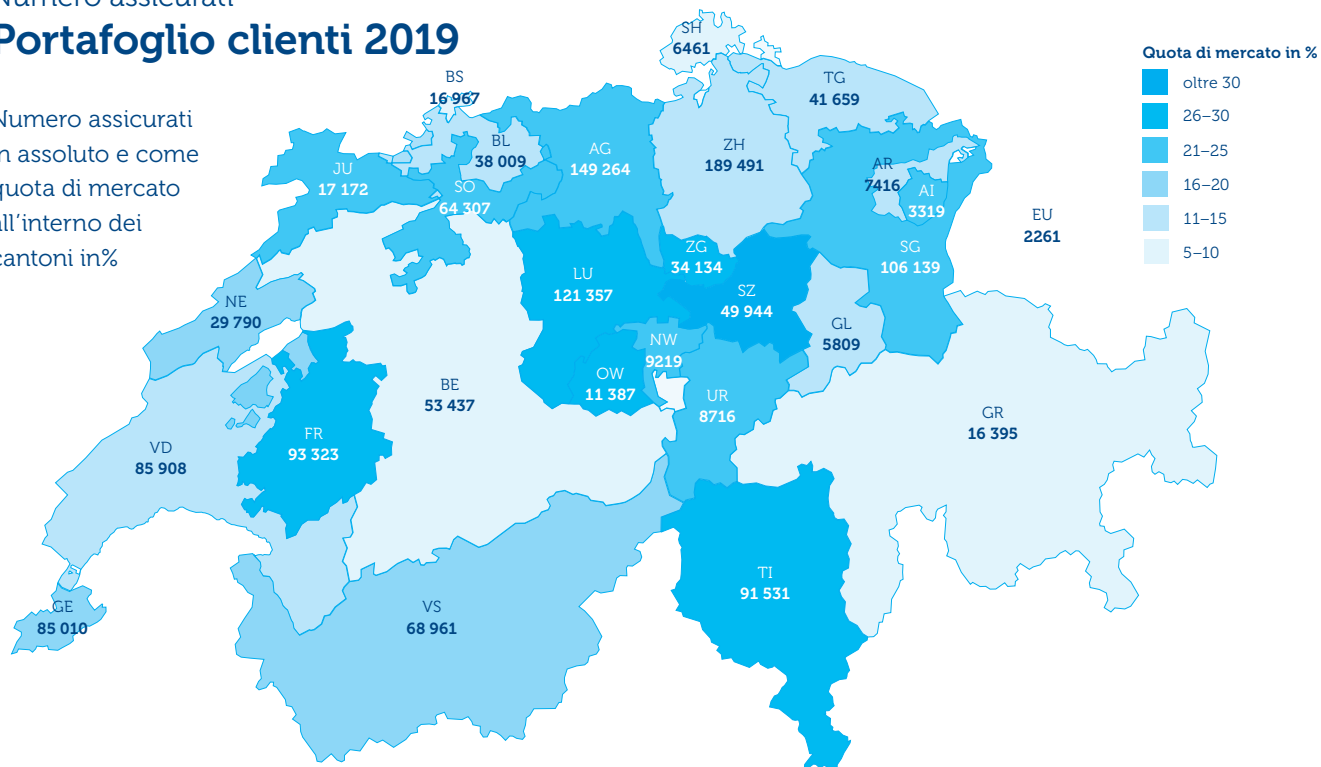 Numero assicurati
Portafoglio clienti 2019
Numero assicurati
in assoluto e come
quota di mercato
all'interno dei
cantoni in%
Quota di mercato in %
oltre 30
26–30
21–25
16–20
11–15
5–10
SH
6461
BS
16 967
TG
41 659
BL
38 009
AG
149 264
ZH
189 491
JU
17 172
SO
64 307
AR
7416
AI
3319
EU
2261
ZG
34 134
SG
106 139
LU
121 357
SZ
49 944
NE
29 790
GL
5809
NW
9219
OW
11 387
BE
53 437
UR
8716
GR
16 395
FR
93 323
VD
85 908
TI
91 531
GE
85 010
VS
68 961